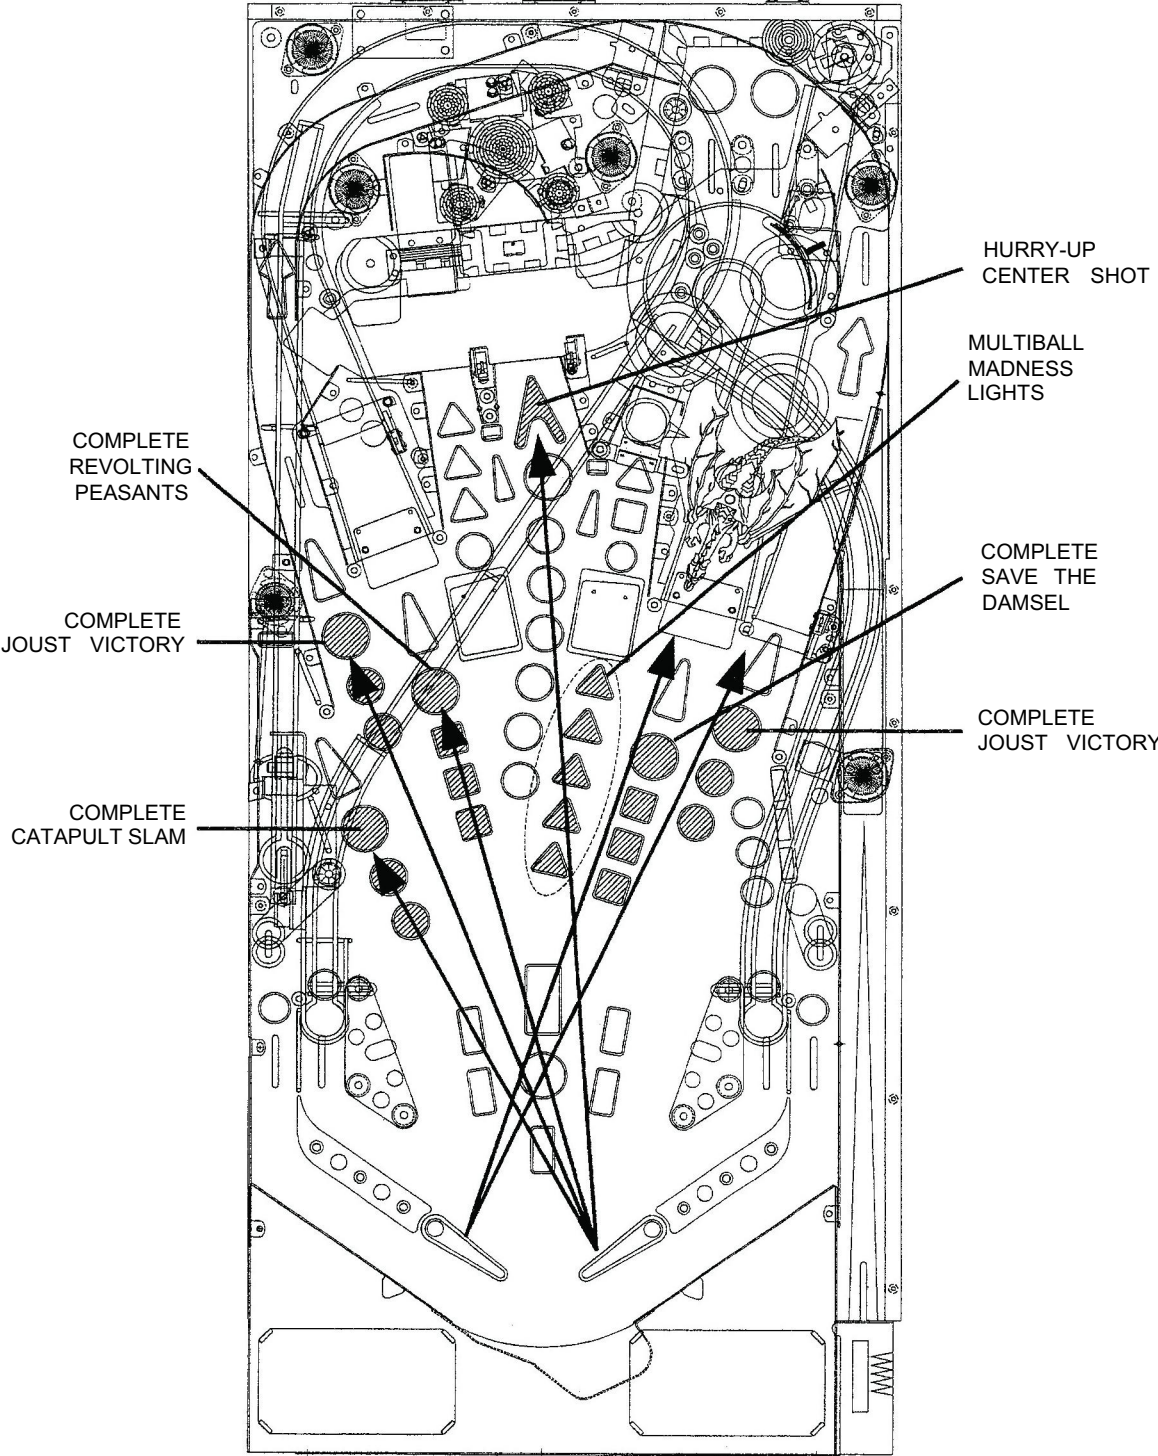 HURRY-UP
CENTER SHOT
MULTIBALL
MADNESS
LIGHTS
COMPLETE
REVOLTING
PEASANTS
COMPLETE
SAVE THE
DAMSEL
COMPLETE
JOUST VICTORY
COMPLETE
JOUST VICTORY
COMPLETE
CATAPULT SLAM